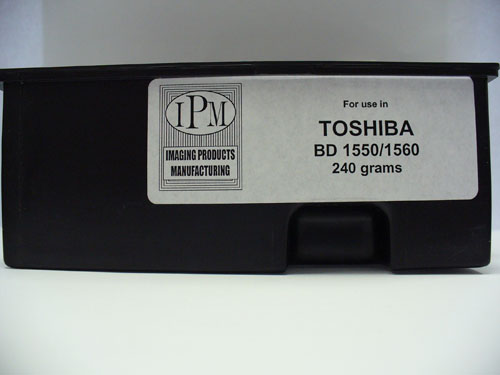 IPM
IMAGING PRODUCTS
MANUFACTURING
For use in
TOSHIBA
BD 1550/1560
240 grams